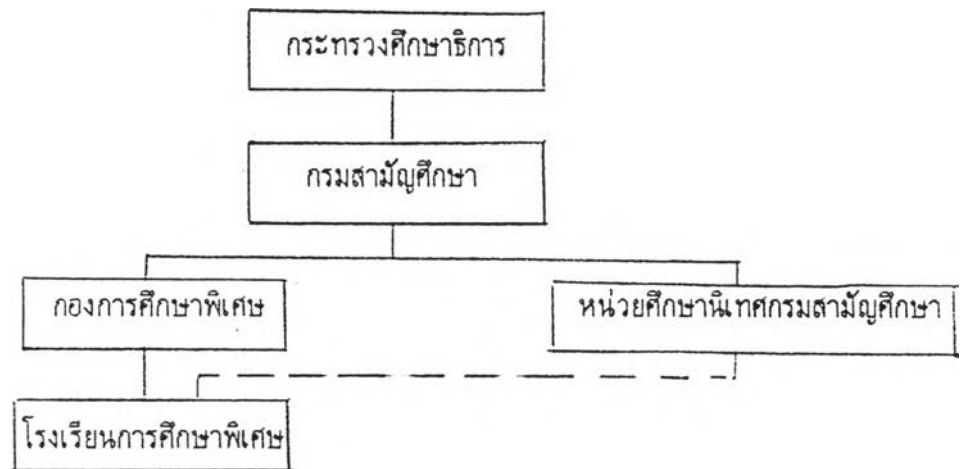 กระทรวงศึกษาธิการ
กรมสามัญศึกษา
กองการศึกษาพิเศษ
หน่วยศึกษานิเทศกรมสามัญศึกษา
โรงเรียนการศึกษาพิเศษ